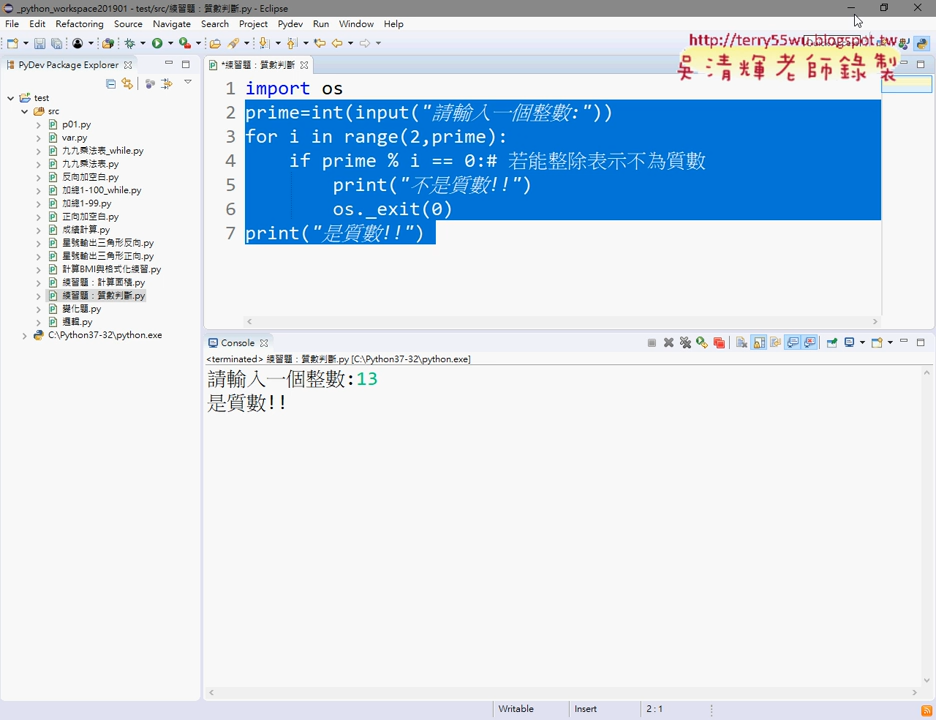 _python_workspace201901 - test/src/練習題：質數判斷.py - Eclipse
File Edit Refactoring Source Navigate Search Project Pydev Run Window Help
http://terry55wu.blogspot.tw
吳清輝老師錄製
PyDev Package Explorer
test
src
p01.py
var.py
九九乘法表_while.py
九九乘法表.py
反向加空白.py
加總1-100_while.py
加總1-99.py
正向加空白.py
成績計算.py
星號輸出三角形反向.py
星號輸出三角形正向.py
計算BMI與格式化練習.py
練習題：計算面積.py
練習題：質數判斷.py
變化題.py
邏輯.py
C:\Python37-32\python.exe
*練習題：質數判斷
1 import os
2 prime=int(input("請輸入一個整數:"))
3 for i in range(2,prime):
4 if prime % i == 0:# 若能整除表示不為質數
5 print("不是質數!!")
6 os._exit(0)
7 print("是質數!!")
Console
<terminated> 練習題：質數判斷.py [C:\Python37-32\python.exe]
請輸入一個整數:13
是質數!!
Writable Insert 2 : 1